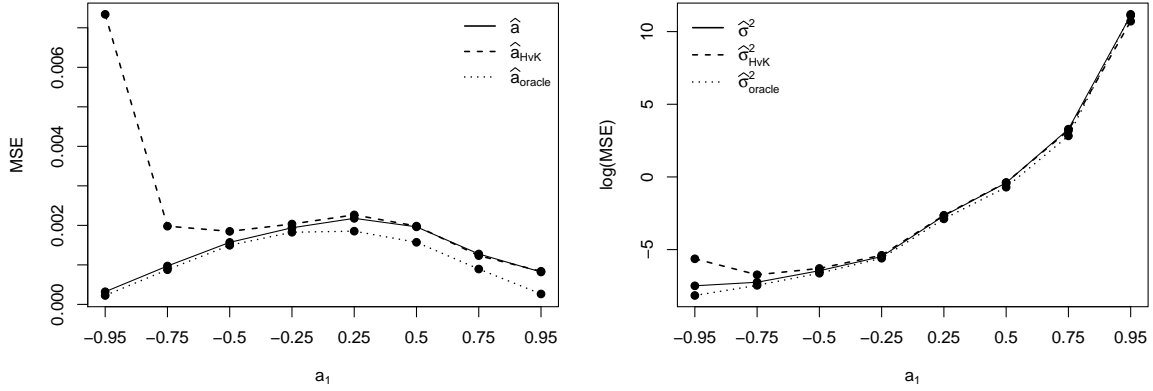 MSE
0.000
0.002
0.004
0.006
−0.95 −0.75 −0.5 −0.25 0.25 0.5 0.75 0.95
a₁
â
â_HvK
â_oracle
log(MSE)
−5
0
5
10
−0.95 −0.75 −0.5 −0.25 0.25 0.5 0.75 0.95
a₁
σ̂²
σ̂²_HvK
σ̂²_oracle